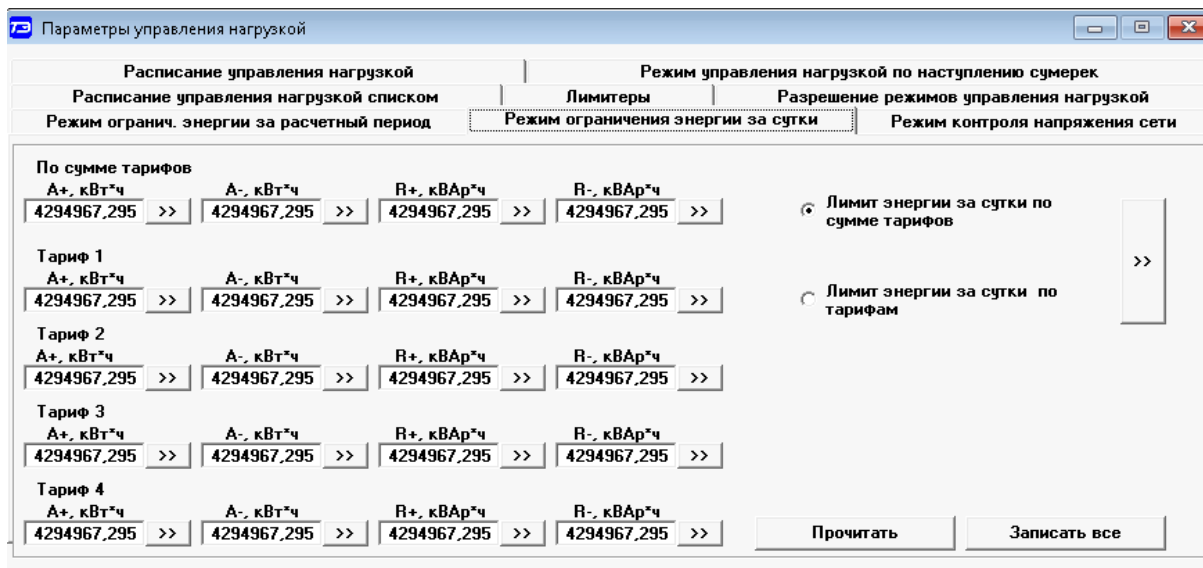 ТЭ Параметры управления нагрузкой
Расписание управления нагрузкой Режим управления нагрузкой по наступлению сумерек
Расписание управления нагрузкой списком Лимитеры Разрешение режимов управления нагрузкой
Режим огранич. энергии за расчетный период Режим ограничения энергии за сутки Режим контроля напряжения сети
По сумме тарифов
А+, кВт*ч А-, кВт*ч R+, кВАр*ч R-, кВАр*ч
4294967,295 >> 4294967,295 >> 4294967,295 >> 4294967,295 >>
Лимит энергии за сутки по
сумме тарифов
>>
Тариф 1
А+, кВт*ч А-, кВт*ч R+, кВАр*ч R-, кВАр*ч
4294967,295 >> 4294967,295 >> 4294967,295 >> 4294967,295 >>
Лимит энергии за сутки по
тарифам
Тариф 2
А+, кВт*ч А-, кВт*ч R+, кВАр*ч R-, кВАр*ч
4294967,295 >> 4294967,295 >> 4294967,295 >> 4294967,295 >>
Тариф 3
А+, кВт*ч А-, кВт*ч R+, кВАр*ч R-, кВАр*ч
4294967,295 >> 4294967,295 >> 4294967,295 >> 4294967,295 >>
Тариф 4
А+, кВт*ч А-, кВт*ч R+, кВАр*ч R-, кВАр*ч
4294967,295 >> 4294967,295 >> 4294967,295 >> 4294967,295 >>
Прочитать Записать все